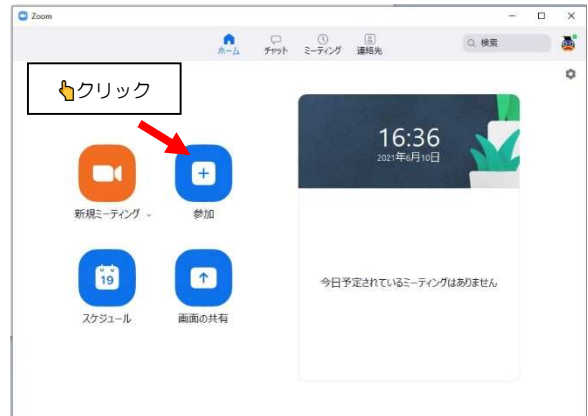 Zoom
ホーム
チャット
ミーティング
連絡先
検索
クリック
16:36
2021年6月10日
新規ミーティング
参加
19
スケジュール
画面の共有
今日予定されているミーティングはありません